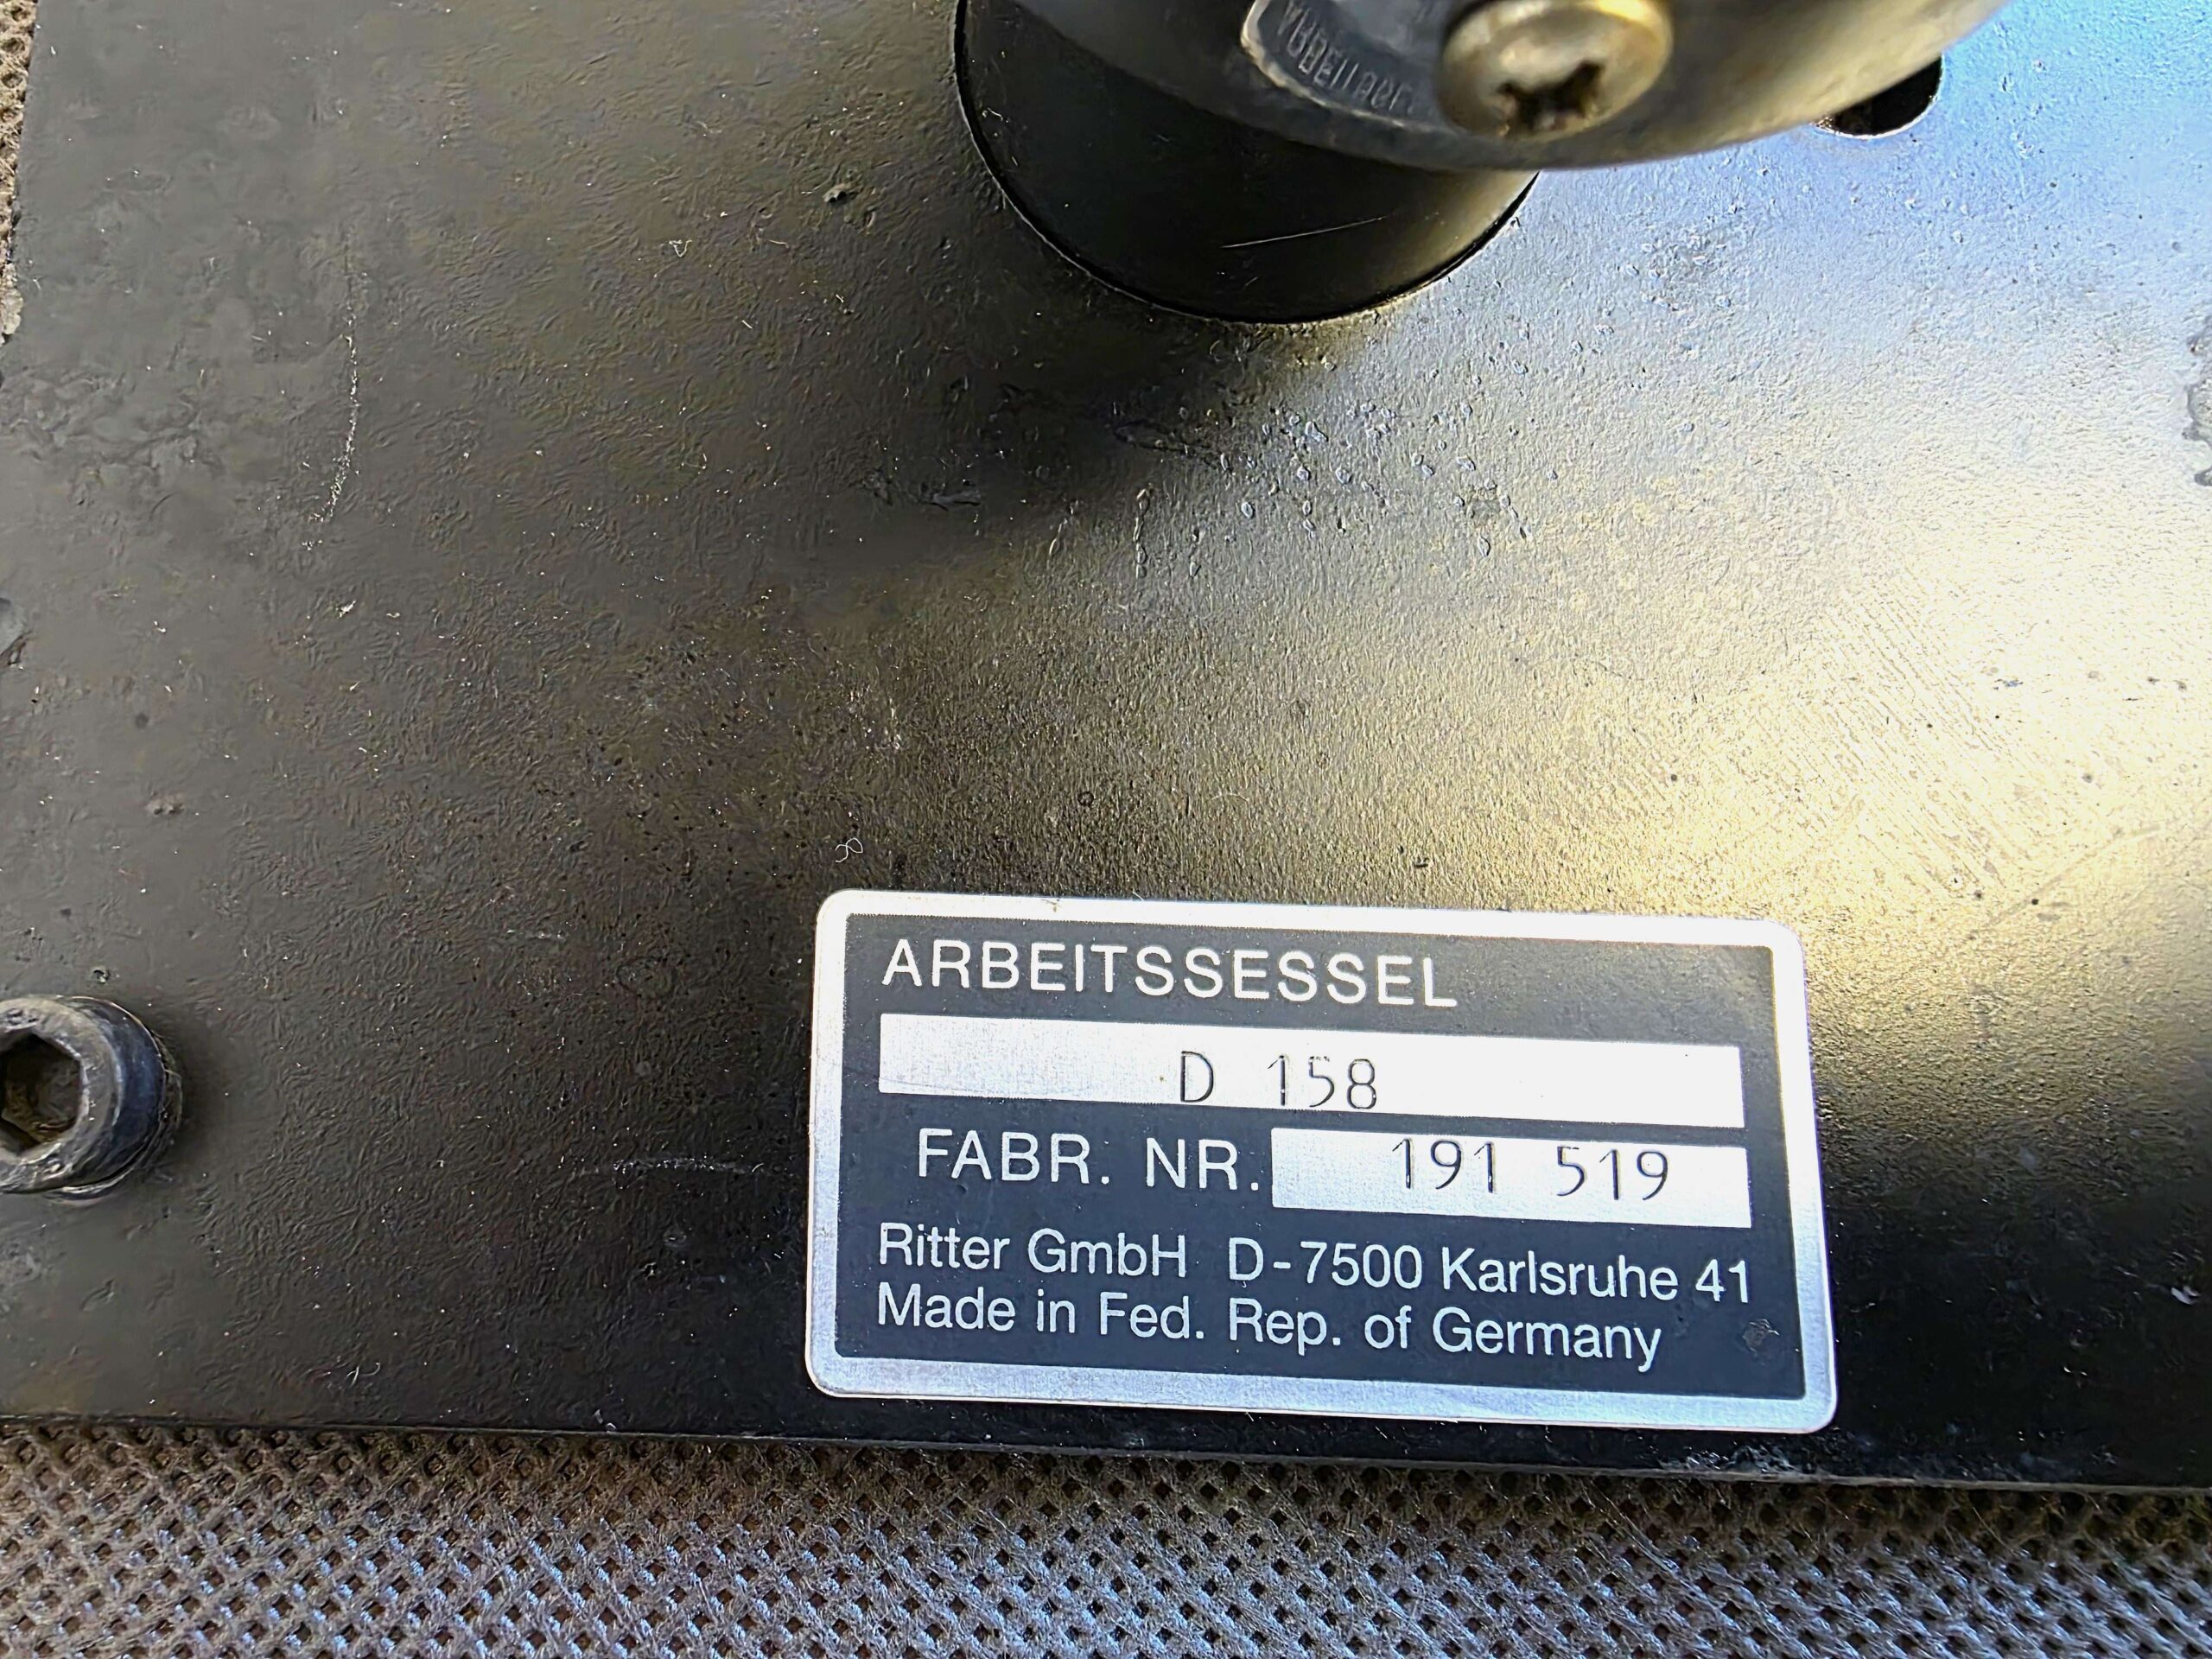 ARBEITSSESSEL
D 158
FABR. NR. 191 519
Ritter GmbH D-7500 Karlsruhe 41
Made in Fed. Rep. of Germany